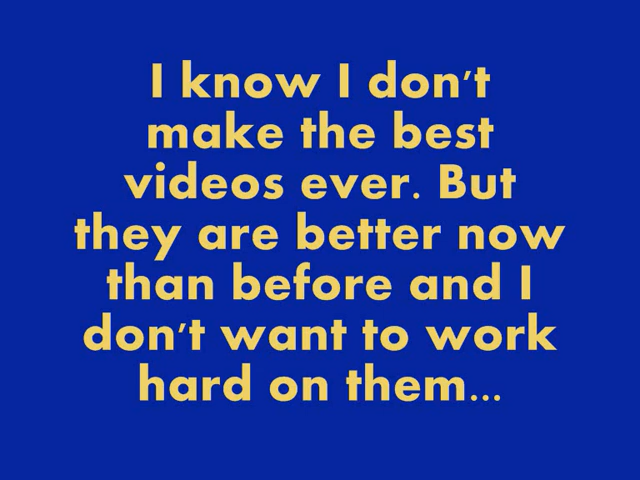 I know I don't
make the best
videos ever. But
they are better now
than before and I
don't want to work
hard on them...